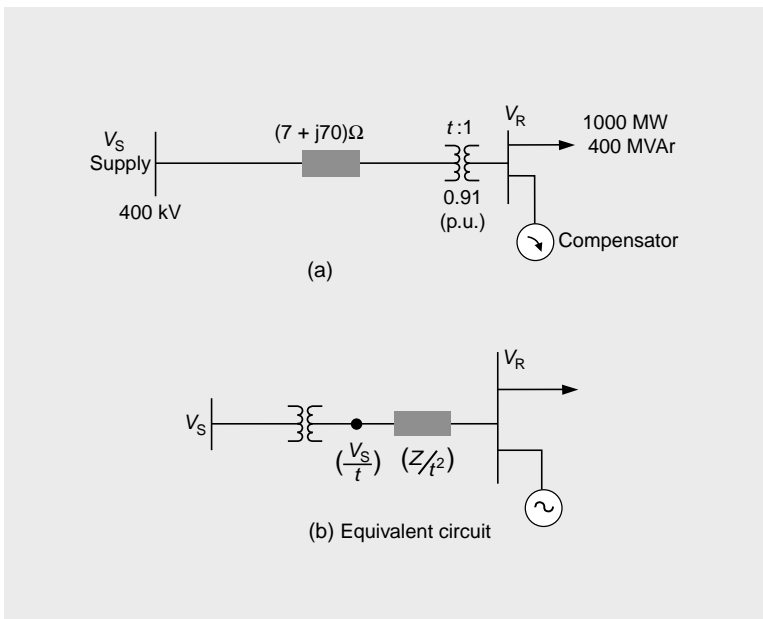 V_S
Supply
400 kV
(7 + j70)Ω
t:1
0.91
(p.u.)
V_R
1000 MW
400 MVAr
Compensator
(a)
V_S
(V_S/t)
(Z/t²)
V_R
(b) Equivalent circuit